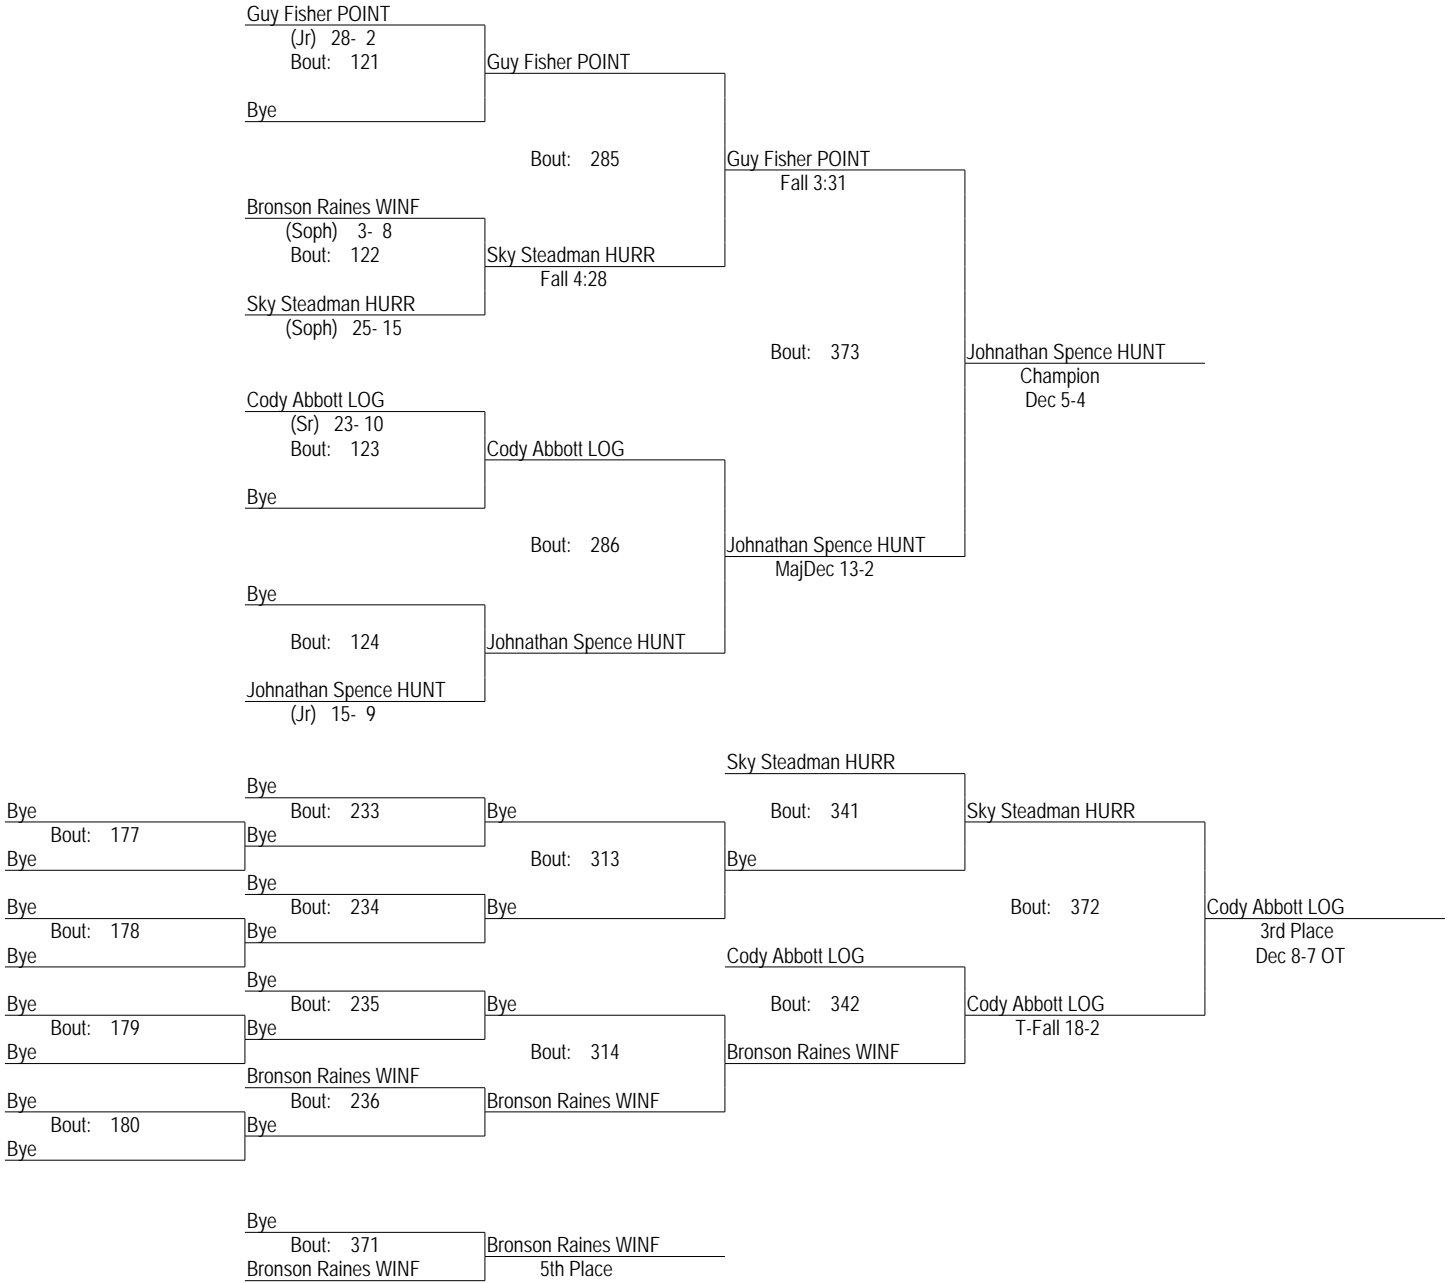 Guy Fisher POINT
(Jr) 28- 2
Bout: 121
Guy Fisher POINT
Bye
Bout: 285
Guy Fisher POINT
Fall 3:31
Bronson Raines WINF
(Soph) 3- 8
Bout: 122
Sky Steadman HURR
Fall 4:28
Sky Steadman HURR
(Soph) 25- 15
Bout: 373
Johnathan Spence HUNT
Champion
Dec 5-4
Cody Abbott LOG
(Sr) 23- 10
Bout: 123
Cody Abbott LOG
Bye
Bout: 286
Johnathan Spence HUNT
MajDec 13-2
Bye
Bout: 124
Johnathan Spence HUNT
Johnathan Spence HUNT
(Jr) 15- 9
Sky Steadman HURR
Bye
Bye
Bout: 233
Bye
Bout: 341
Sky Steadman HURR
Bout: 177
Bye
Bye
Bout: 313
Bye
Bye
Bye
Bout: 234
Bye
Bout: 372
Cody Abbott LOG
Bout: 178
Bye
3rd Place
Bye
Cody Abbott LOG
Dec 8-7 OT
Bye
Bye
Bout: 235
Bye
Bout: 342
Cody Abbott LOG
Bout: 179
Bye
T-Fall 18-2
Bye
Bout: 314
Bronson Raines WINF
Bronson Raines WINF
Bye
Bout: 236
Bronson Raines WINF
Bout: 180
Bye
Bye
Bye
Bout: 371
Bronson Raines WINF
Bronson Raines WINF
5th Place